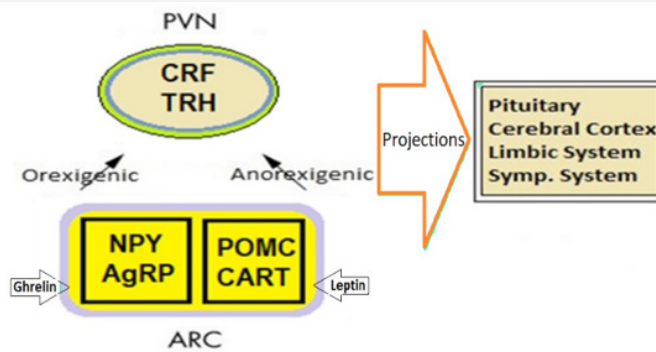 PVN
CRF
TRH
Orexigenic
Anorexigenic
NPY
AgRP
POMC
CART
Ghrelin
Leptin
ARC
Projections
Pituitary
Cerebral Cortex
Limbic System
Symp. System